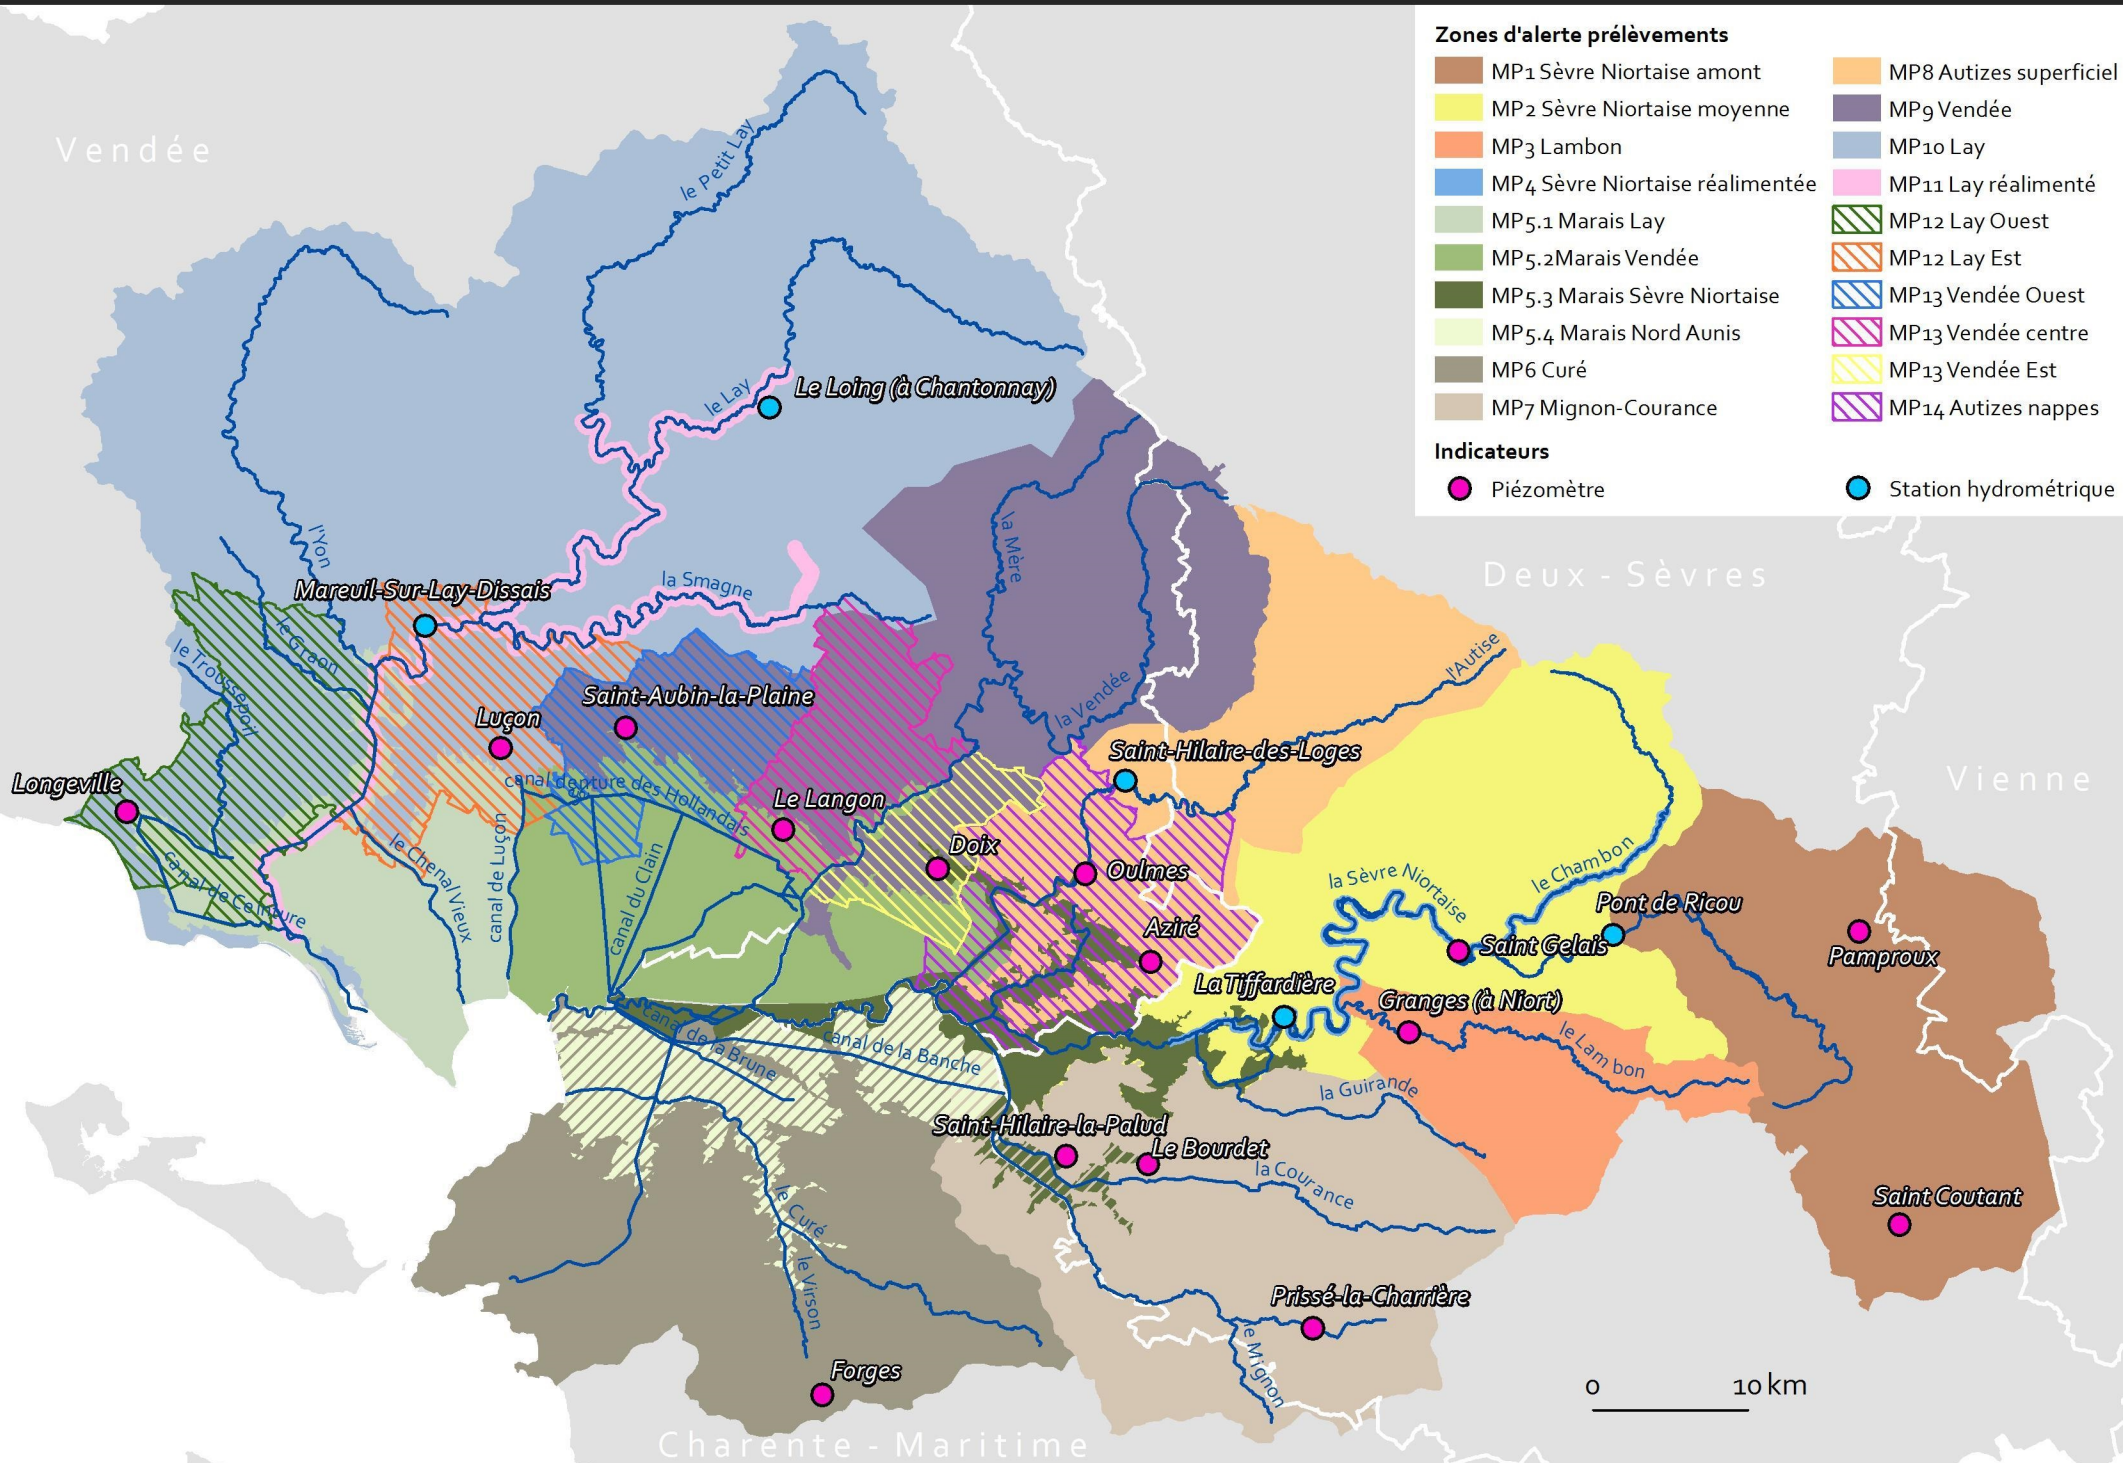 Zones d'alerte prélèvements
MP1 Sèvre Niortaise amont
MP2 Sèvre Niortaise moyenne
MP3 Lambon
MP4 Sèvre Niortaise réalimentée
MP5.1 Marais Lay
MP5.2Marais Vendée
MP5.3 Marais Sèvre Niortaise
MP5.4 Marais Nord Aunis
MP6 Curé
MP7 Mignon-Courance
MP8 Autizes superficiel
MP9 Vendée
MP10 Lay
MP11 Lay réalimenté
MP12 Lay Ouest
MP12 Lay Est
MP13 Vendée Ouest
MP13 Vendée centre
MP13 Vendée Est
MP14 Autizes nappes
Indicateurs
Piézomètre
Station hydrométrique
Vendée
le Petit Lay
le Lay
Le Loing (à Chantonnay)
l'Yon
la Mère
la Smagne
Deux - Sèvres
Mareuil-Sur-Lay-Dissais
le Graon
le Troussepoil
l'Autise
Saint-Aubin-la-Plaine
la Vendée
Luçon
Saint-Hilaire-des-Loges
Vienne
Longeville
Le Langon
Doix
Oulmes
le Chenal Vieux
canal de Luçon
canal du Clain
canal de Ceinture
la Sèvre Niortaise
le Chambon
Pont de Ricou
Aziré
Saint Gelais
Pamproux
La Tiffardière
Granges (à Niort)
canal de la Brune
canal de la Banche
le Lam bon
la Guirande
Saint-Hilaire-la-Palud
Le Bourdet
la Courance
Saint Coutant
le Curé
le Virson
Prissé-la-Charrière
le Mignon
Forges
0 10 km
Charente - Maritime